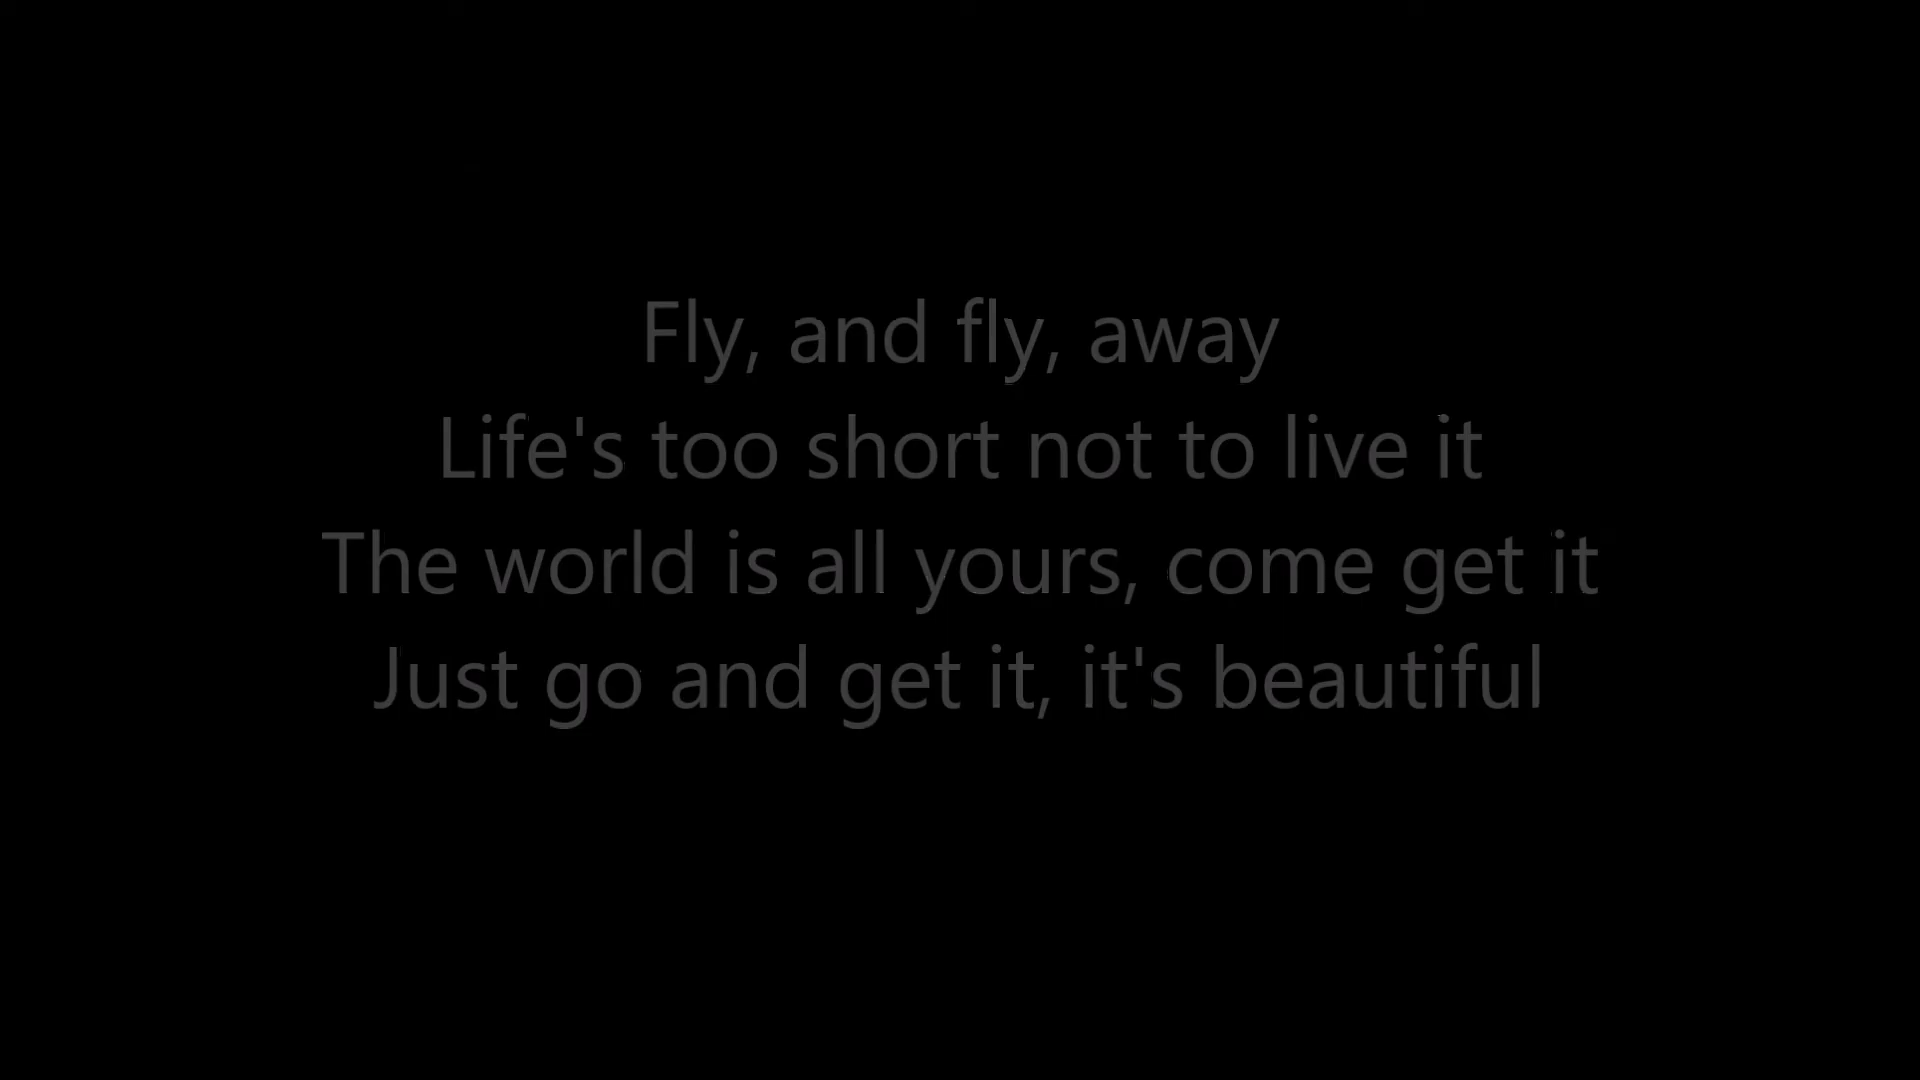 Fly, and fly, away
Life's too short not to live it
The world is all yours, come get it
Just go and get it, it's beautiful